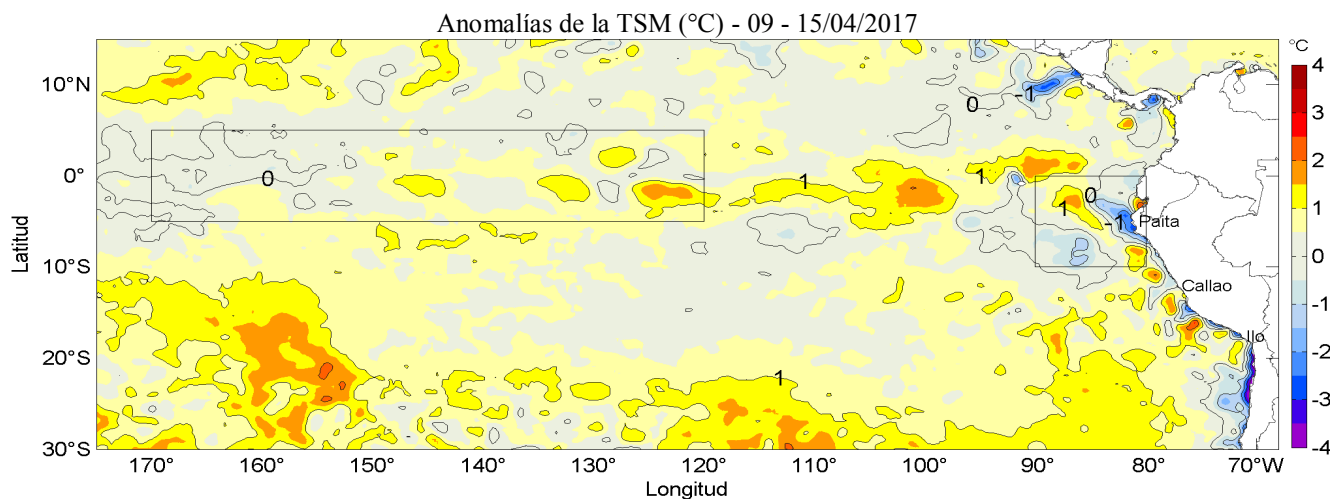 Anomalías de la TSM (°C) - 09 - 15/04/2017
°C
4
3
2
1
0
-1
-2
-3
-4
Latitud
10°N
0°
10°S
20°S
30°S
0
-1
0
1
1
0
1
-1
Paita
Callao
Ilo
1
170°
160°
150°
140°
130°
120°
110°
100°
90°
80°
70°W
Longitud